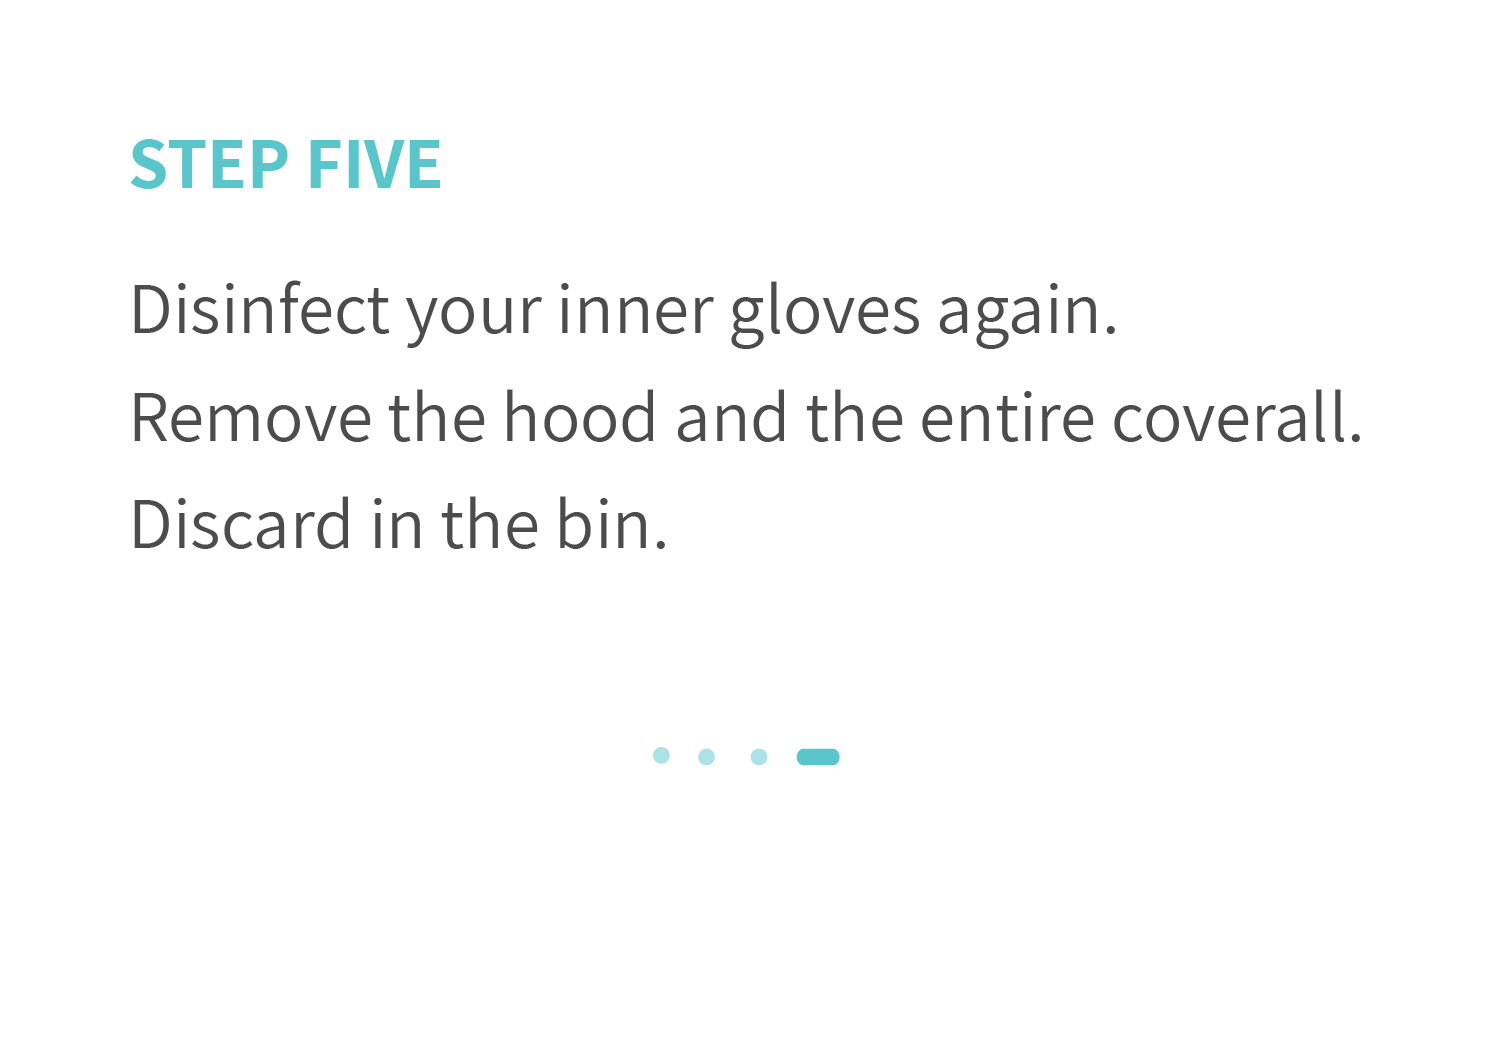 STEP FIVE
Disinfect your inner gloves again.
Remove the hood and the entire coverall.
Discard in the bin.